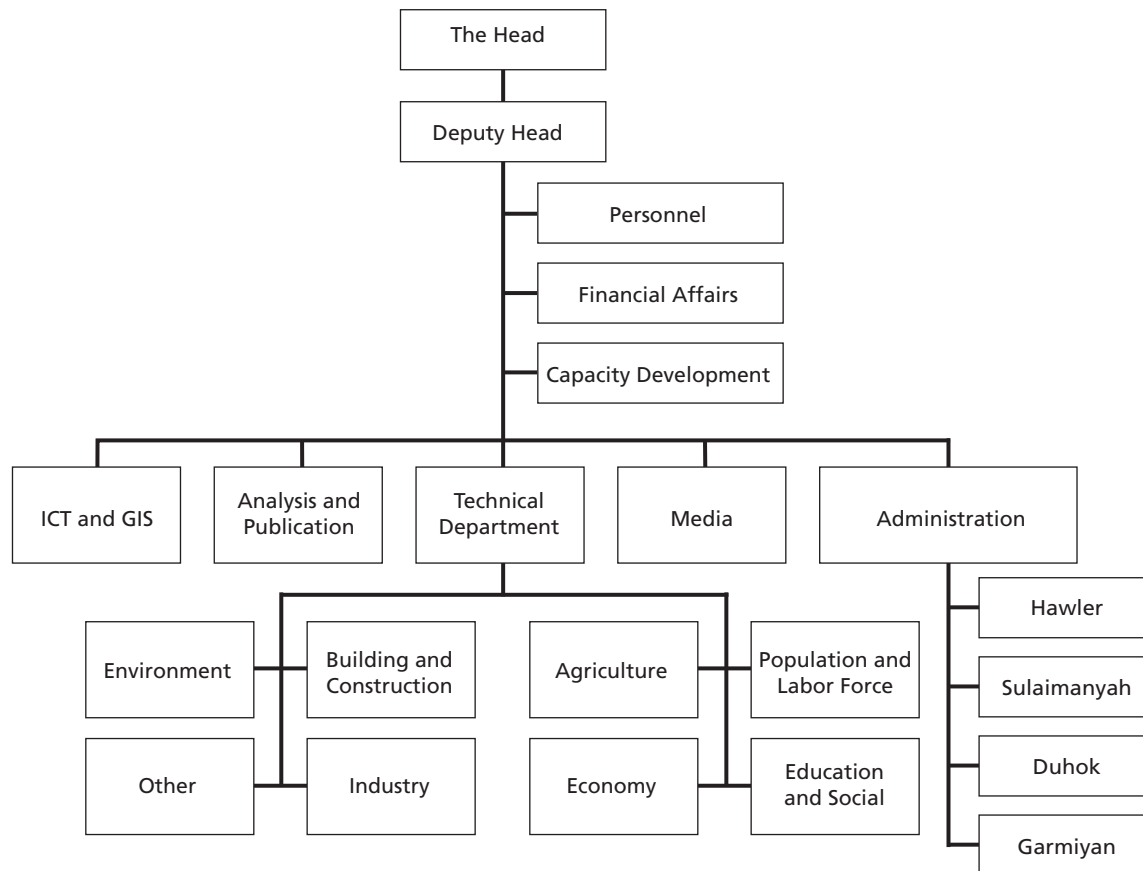 The Head
Deputy Head
Personnel
Financial Affairs
Capacity Development
ICT and GIS
Analysis and
Publication
Technical
Department
Media
Administration
Environment
Building and
Construction
Agriculture
Population and
Labor Force
Other
Industry
Economy
Education
and Social
Hawler
Sulaimanyah
Duhok
Garmiyan